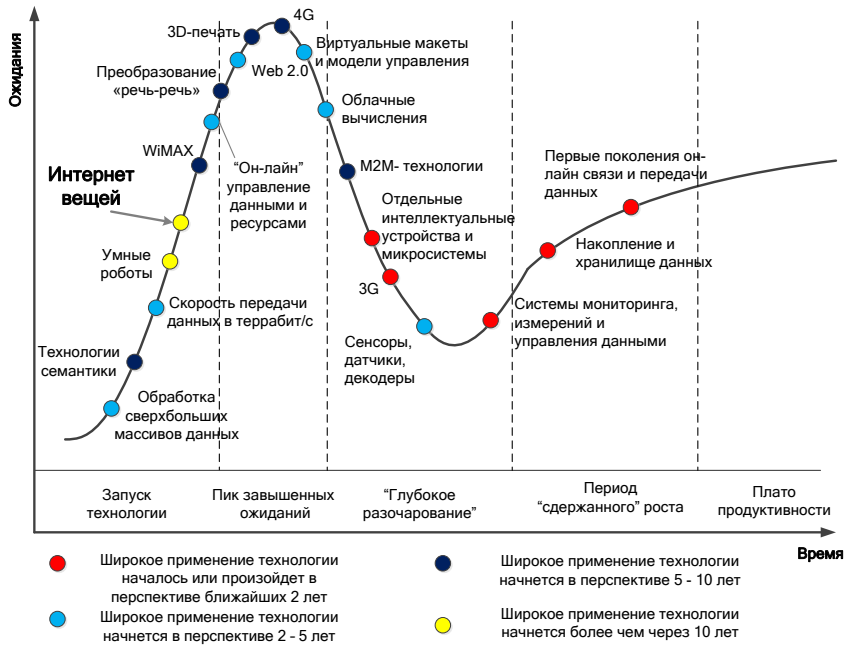 Ожидания
4G
3D-печать
Виртуальные макеты
и модели управления
Web 2.0
Преобразование
«речь-речь»
Облачные
вычисления
WiMAX
"Он-лайн"
управление
данными и
ресурсами
M2M- технологии
Первые поколения он-
лайн связи и передачи
данных
Интернет
вещей
Отдельные
интеллектуальные
устройства и
микросистемы
Умные
роботы
Накопление и
хранилище данных
3G
Скорость передачи
данных в террабит/с
Системы мониторинга,
измерений и
управления данными
Сенсоры,
датчики,
декодеры
Технологии
семантики
Обработка
сверхбольших
массивов данных
Запуск
технологии
Пик завышенных
ожиданий
"Глубокое
разочарование"
Период
"сдержанного" роста
Плато
продуктивности
Время
Широкое применение технологии
началось или произойдет в
перспективе ближайших 2 лет
Широкое применение технологии
начнется в перспективе 5 - 10 лет
Широкое применение технологии
начнется в перспективе 2 - 5 лет
Широкое применение технологии
начнется более чем через 10 лет